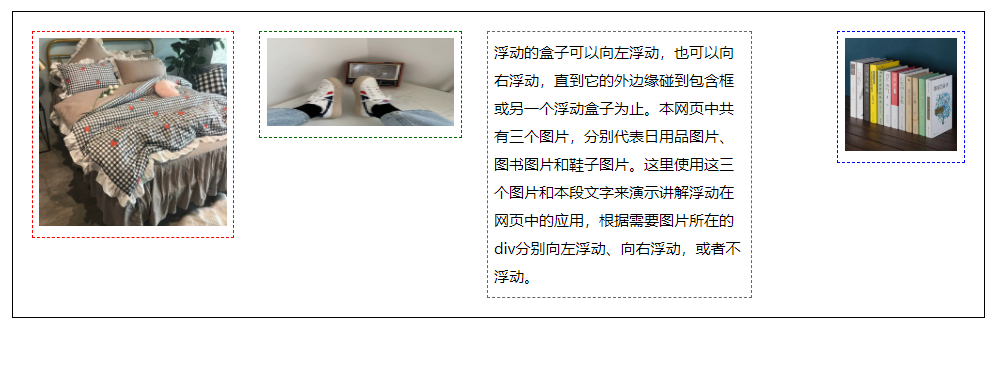 浮动的盒子可以向左浮动，也可以向
右浮动，直到它的外边缘碰到包含框
或另一个浮动盒子为止。本网页中共
有三个图片，分别代表日用品图片、
图书图片和鞋子图片。这里使用这三
个图片和本段文字来演示讲解浮动在
网页中的应用，根据需要图片所在的
div分别向左浮动、向右浮动，或者不
浮动。